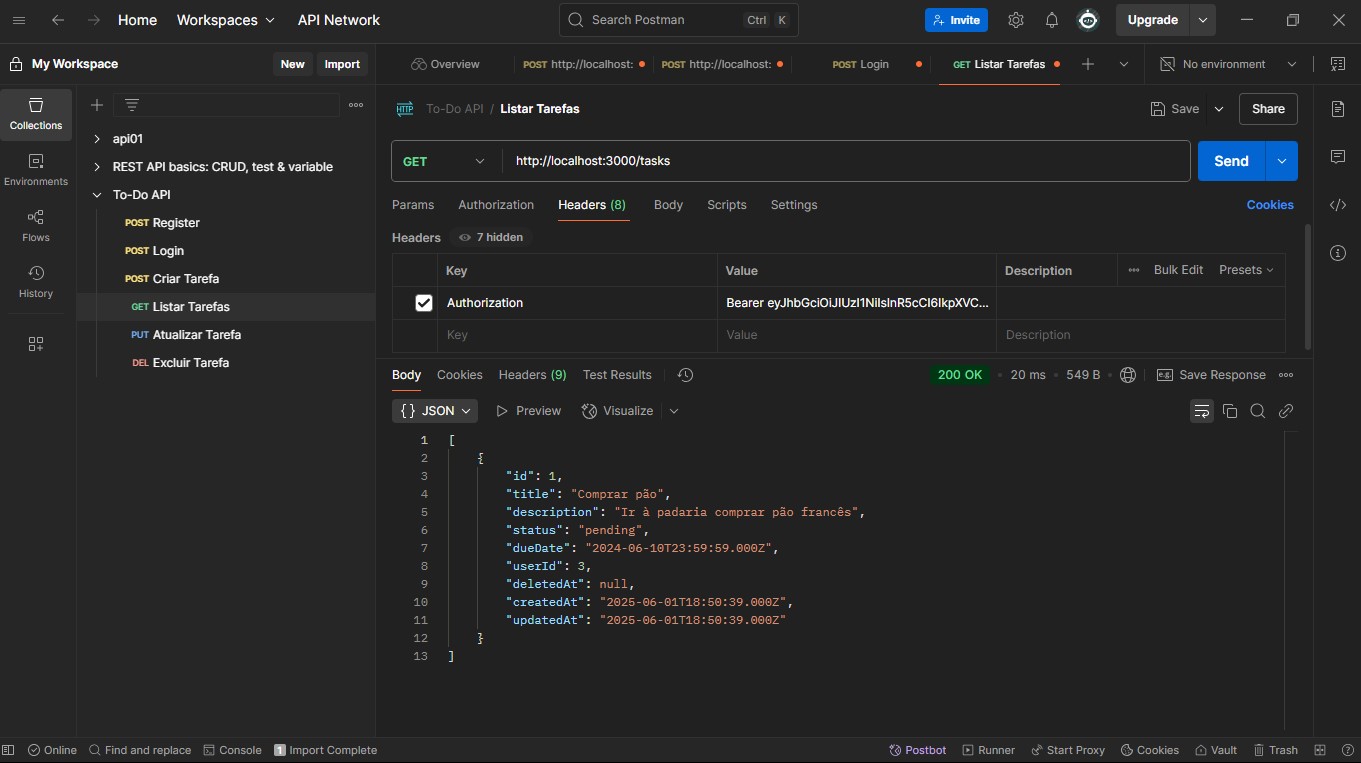 Home Workspaces API Network Search Postman Ctrl K Invite Upgrade
My Workspace New Import Overview POST http://localhost: POST http://localhost: POST Login GET Listar Tarefas No environment
Collections
Environments
Flows
History
api01
REST API basics: CRUD, test & variable
To-Do API
POST Register
POST Login
POST Criar Tarefa
GET Listar Tarefas
PUT Atualizar Tarefa
DEL Excluir Tarefa
HTTP To-Do API / Listar Tarefas Save Share
GET http://localhost:3000/tasks Send
Params Authorization Headers (8) Body Scripts Settings Cookies
Headers 7 hidden
Key Value Description Bulk Edit Presets
Authorization Bearer eyJhbGciOiJIUzI1NiIsInR5cCI6IkpXVC...
Key Value Description
Body Cookies Headers (9) Test Results 200 OK 20 ms 549 B e.g. Save Response
{} JSON Preview Visualize
1 [
2 {
3 "id": 1,
4 "title": "Comprar pão",
5 "description": "Ir à padaria comprar pão francês",
6 "status": "pending",
7 "dueDate": "2024-06-10T23:59:59.000Z",
8 "userId": 3,
9 "deletedAt": null,
10 "createdAt": "2025-06-01T18:50:39.000Z",
11 "updatedAt": "2025-06-01T18:50:39.000Z"
12 }
13 ]
Online Find and replace Console 1 Import Complete Postbot Runner Start Proxy Cookies Vault Trash